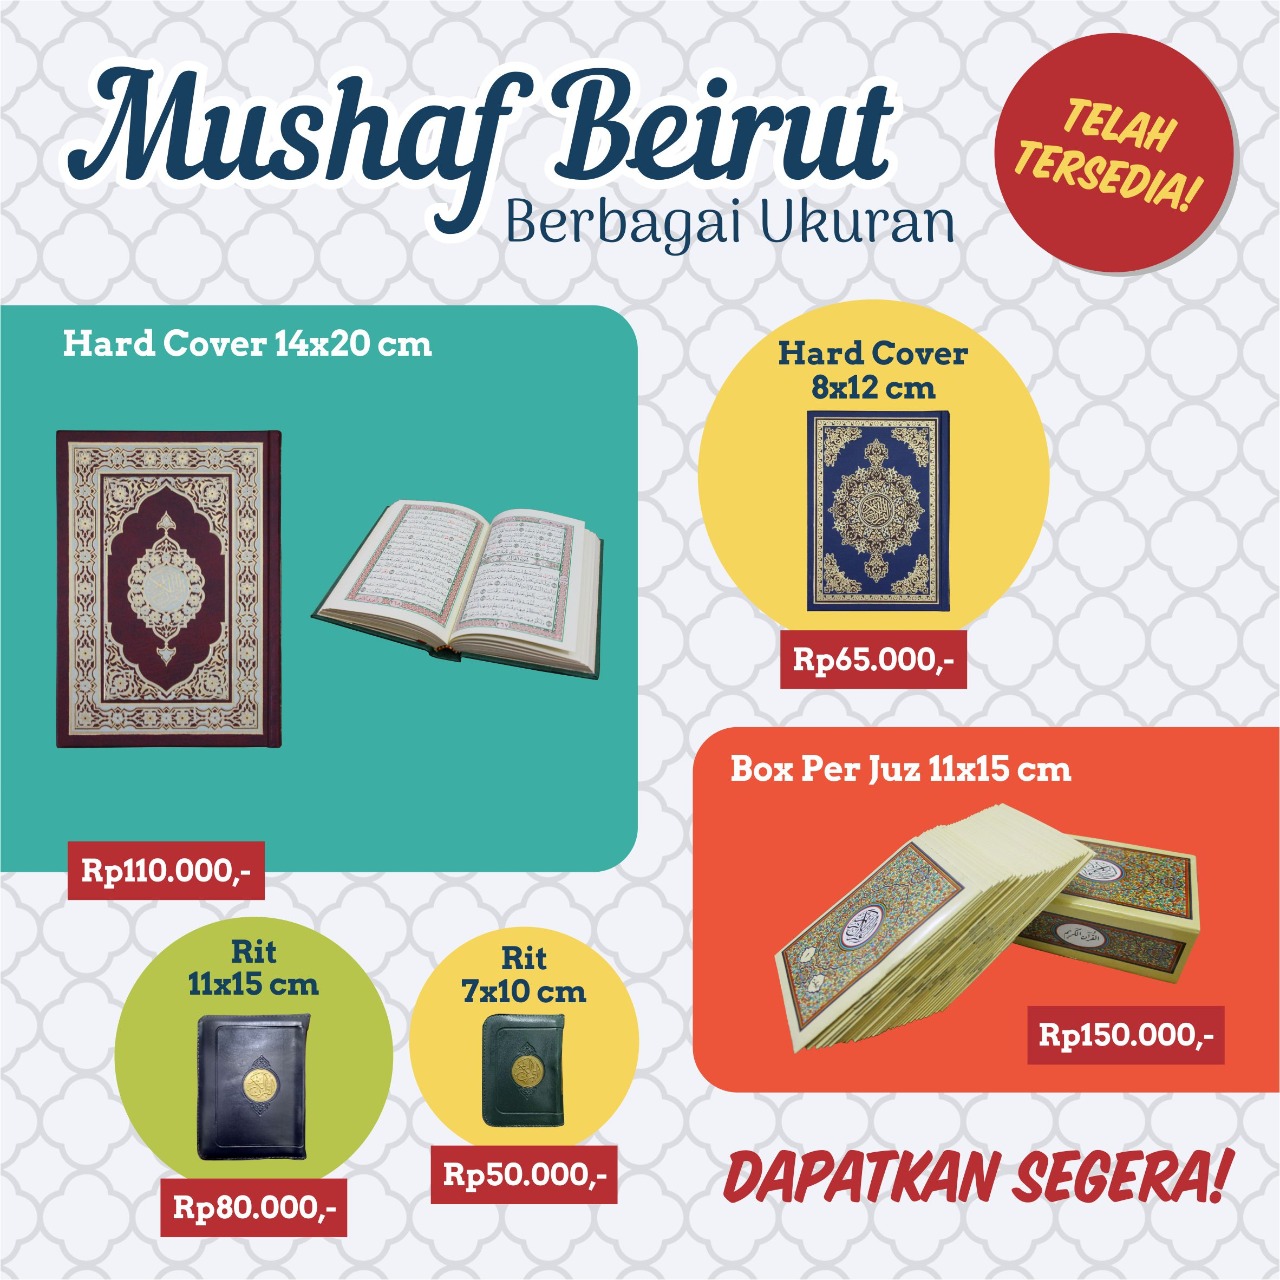 Mushaf Beirut
Berbagai Ukuran
TELAH
TERSEDIA!
Hard Cover 14x20 cm
Rp110.000,-
Hard Cover
8x12 cm
Rp65.000,-
Box Per Juz 11x15 cm
Rp150.000,-
Rit
11x15 cm
Rp80.000,-
Rit
7x10 cm
Rp50.000,-
DAPATKAN SEGERA!